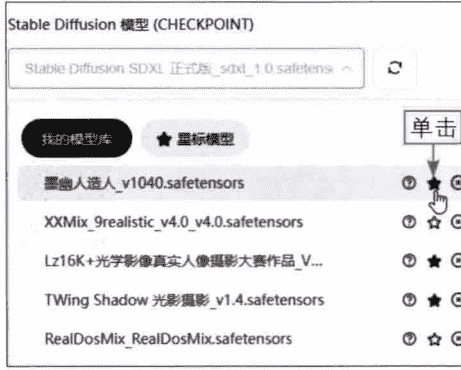 Stable Diffusion 模型 (CHECKPOINT)
Stable Diffusion SDXL 正式版_sdxl_1.0.safetens
我的模型库 ★ 星标模型
单击
墨幽人造人_v1040.safetensors
XXMix_9realistic_v4.0_v4.0.safetensors
Lz16K+光学影像真实人像摄影大赛作品_V...
TWing Shadow 光影摄影_v1.4.safetensors
RealDosMix_RealDosMix.safetensors